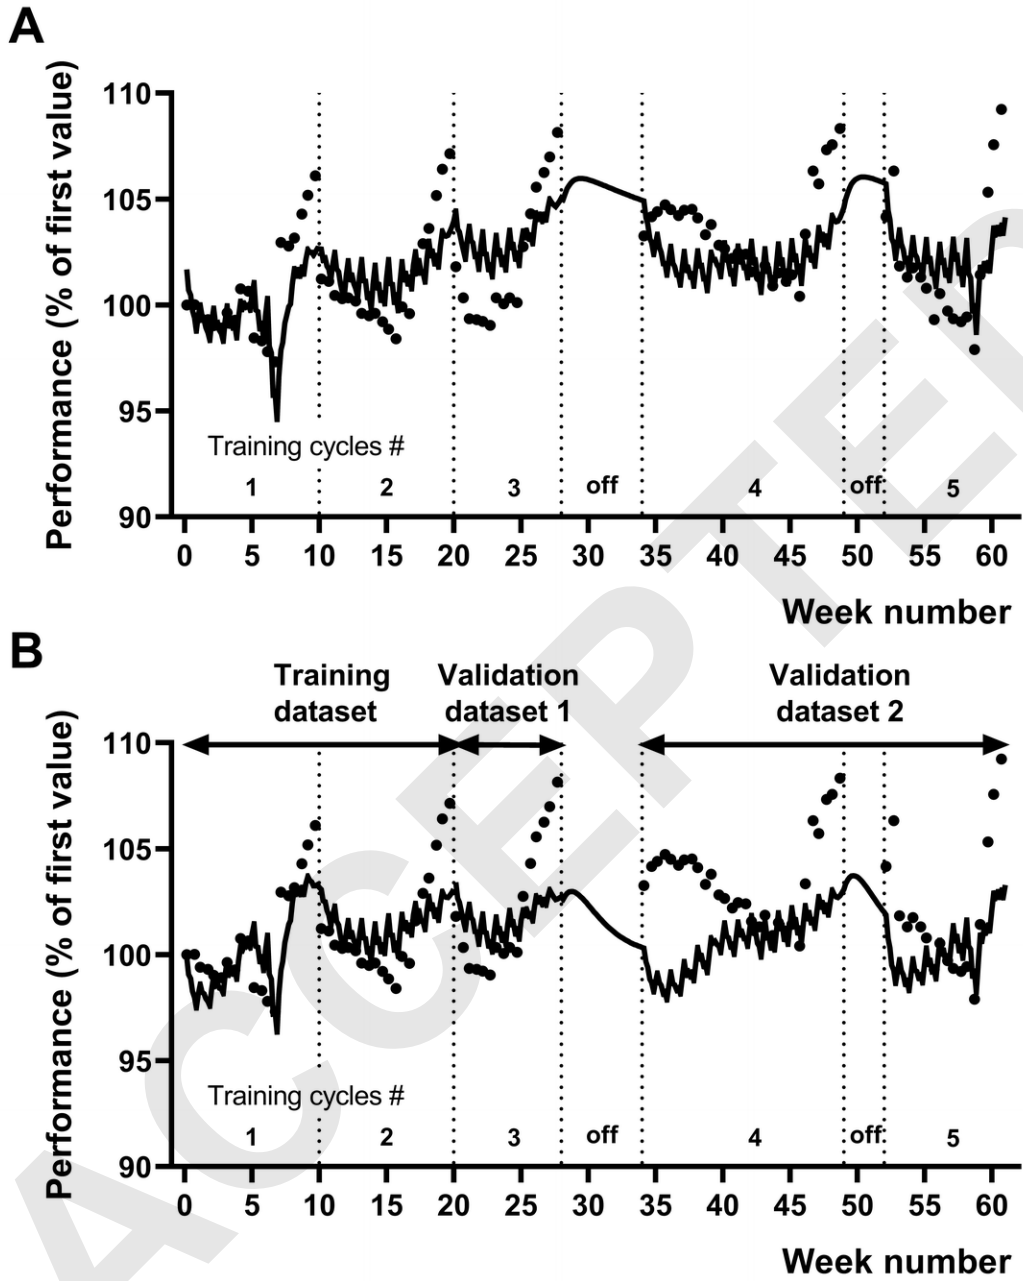 A
Performance (% of first value)
110
105
100
95
90
Training cycles #
1 2 3 off 4 off 5
0 5 10 15 20 25 30 35 40 45 50 55 60
Week number
B
Training dataset
Validation dataset 1
Validation dataset 2
Performance (% of first value)
110
105
100
95
90
Training cycles #
1 2 3 off 4 off 5
0 5 10 15 20 25 30 35 40 45 50 55 60
Week number
ACCEPTE